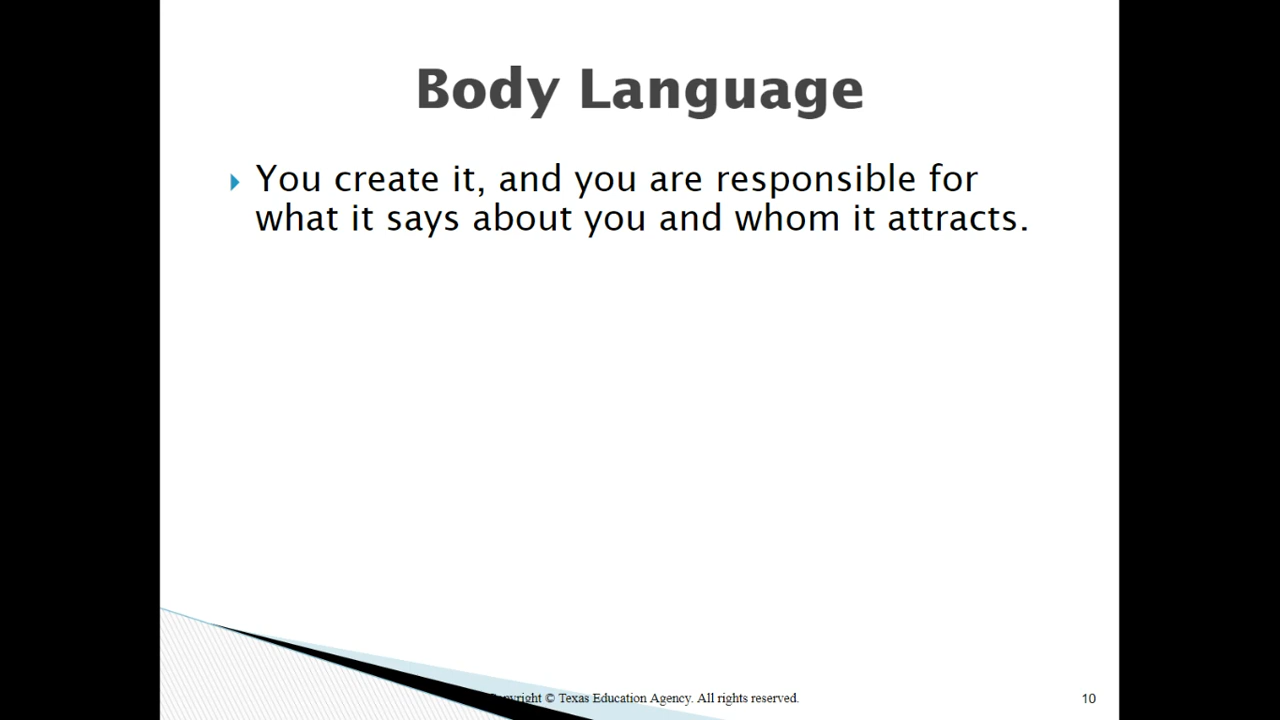 Body Language
You create it, and you are responsible for
what it says about you and whom it attracts.
© Texas Education Agency. All rights reserved.
10